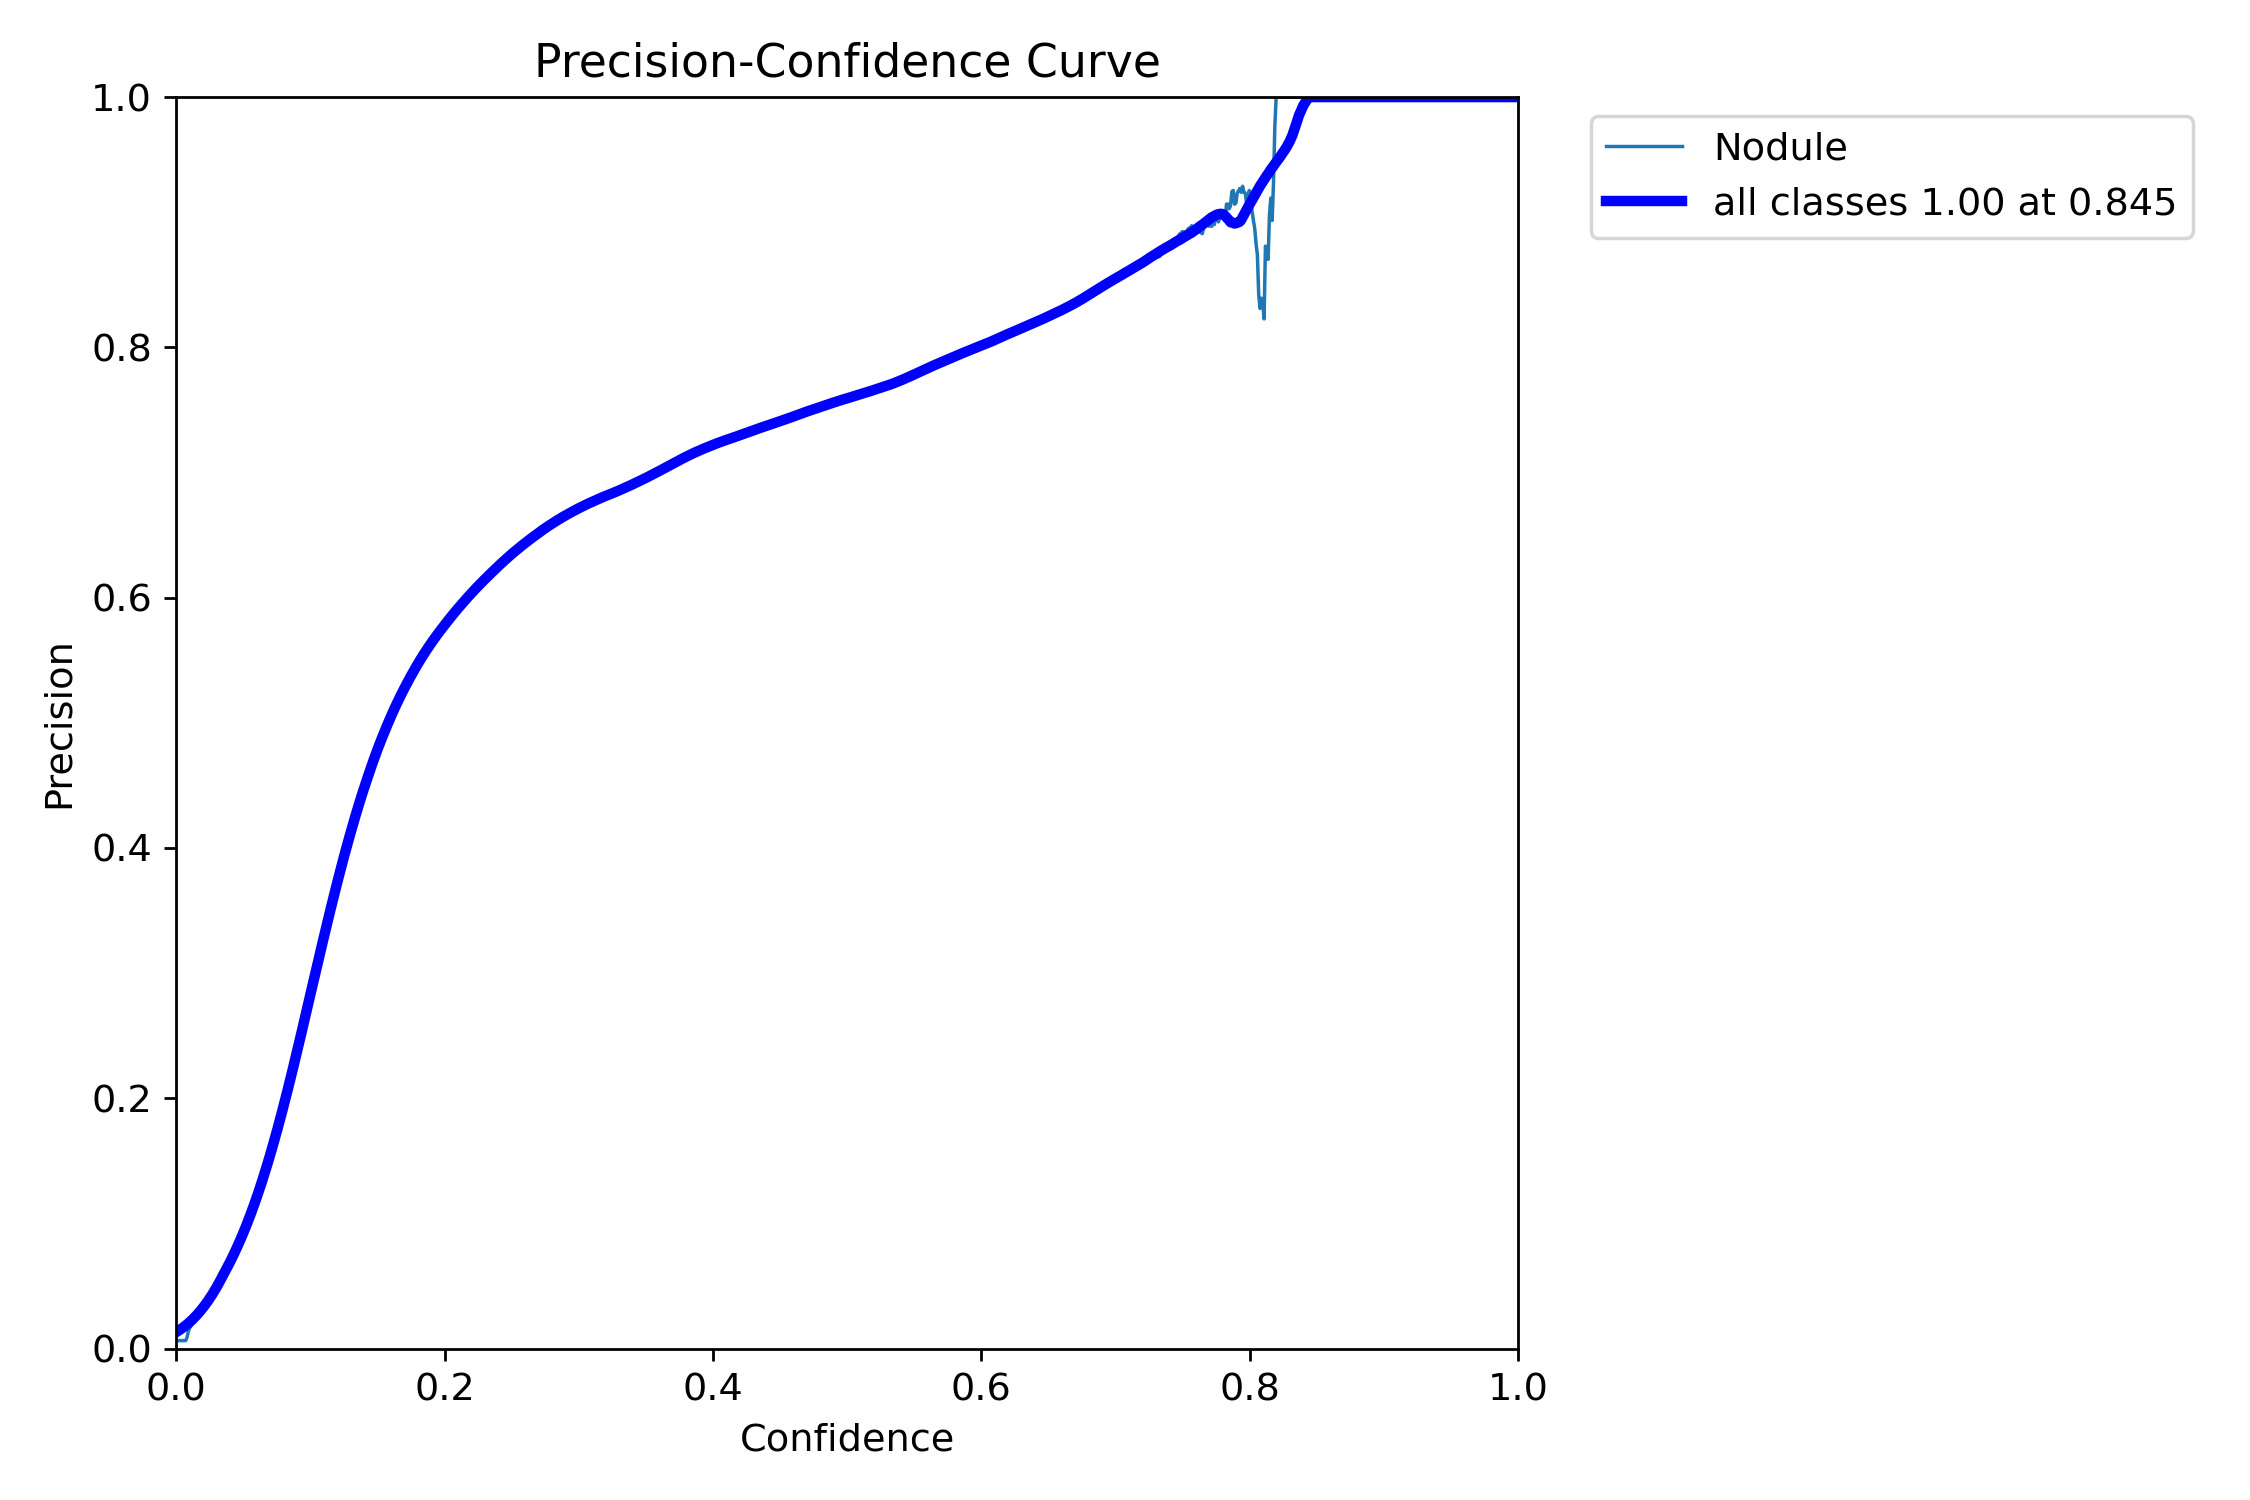 Precision-Confidence Curve
1.0
0.8
0.6
0.4
0.2
0.0
Precision
0.0 0.2 0.4 0.6 0.8 1.0
Confidence
Nodule
all classes 1.00 at 0.845